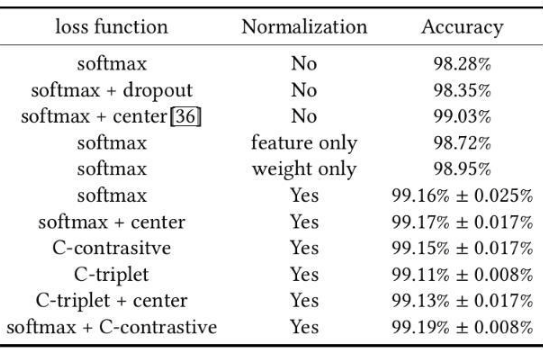 loss function Normalization Accuracy
softmax No 98.28%
softmax + dropout No 98.35%
softmax + center[36] No 99.03%
softmax feature only 98.72%
softmax weight only 98.95%
softmax Yes 99.16% ± 0.025%
softmax + center Yes 99.17% ± 0.017%
C-contrasitve Yes 99.15% ± 0.017%
C-triplet Yes 99.11% ± 0.008%
C-triplet + center Yes 99.13% ± 0.017%
softmax + C-contrastive Yes 99.19% ± 0.008%